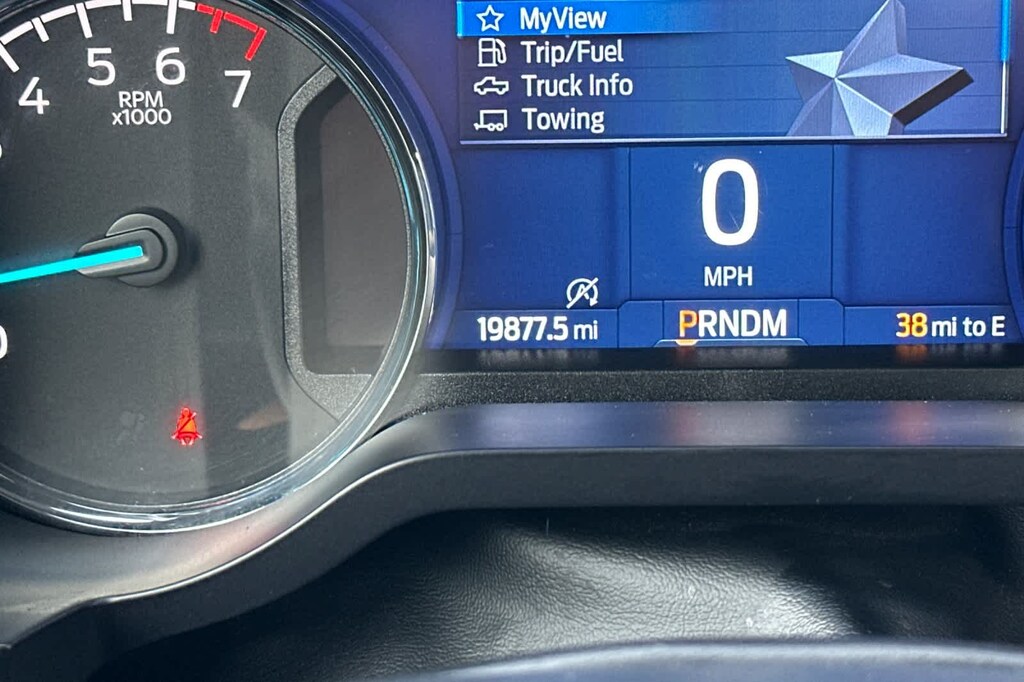 MyView
Trip/Fuel
Truck Info
Towing
4 5 6 7
RPM
x1000
0
MPH
19877.5 mi
PRNDM
38 mi to E
0